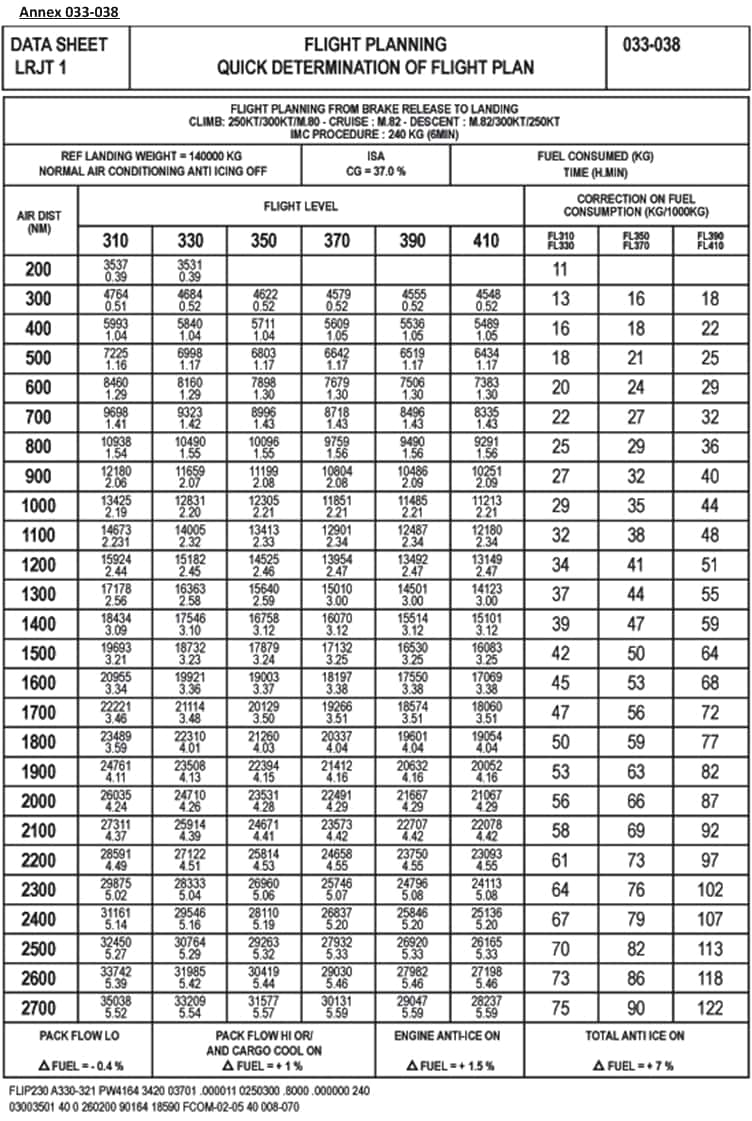 Annex 033-038
DATA SHEET
LRJT 1
FLIGHT PLANNING
QUICK DETERMINATION OF FLIGHT PLAN
033-038
FLIGHT PLANNING FROM BRAKE RELEASE TO LANDING
CLIMB: 250KT/300KT/M.80 - CRUISE : M.82 - DESCENT : M.82/300KT/250KT
IMC PROCEDURE : 240 KG (6MIN)
REF LANDING WEIGHT = 140000 KG
NORMAL AIR CONDITIONING ANTI ICING OFF
ISA
CG = 37.0 %
FUEL CONSUMED (KG)
TIME (H.MIN)
AIR DIST
(NM)
FLIGHT LEVEL
CORRECTION ON FUEL
CONSUMPTION (KG/1000KG)
310 330 350 370 390 410
FL310 FL350 FL390
FL330 FL370 FL410
200 3537 3531 11
0.39 0.39
300 4764 4684 4622 4579 4555 4548 13 16 18
0.51 0.52 0.52 0.52 0.52 0.52
400 5993 5840 5711 5609 5536 5489 16 18 22
1.04 1.04 1.04 1.05 1.05 1.05
500 7225 6998 6803 6642 6519 6434 18 21 25
1.16 1.17 1.17 1.17 1.17 1.17
600 8460 8160 7898 7679 7506 7383 20 24 29
1.29 1.29 1.30 1.30 1.30 1.30
700 9698 9323 8996 8718 8496 8335 22 27 32
1.41 1.42 1.43 1.43 1.43 1.43
800 10938 10490 10096 9759 9490 9291 25 29 36
1.54 1.55 1.55 1.56 1.56 1.56
900 12180 11659 11199 10804 10486 10251 27 32 40
2.06 2.07 2.08 2.08 2.09 2.09
1000 13425 12831 12305 11851 11485 11213 29 35 44
2.19 2.20 2.21 2.21 2.21 2.21
1100 14673 14005 13413 12901 12487 12180 32 38 48
2.231 2.32 2.33 2.34 2.34 2.34
1200 15924 15182 14525 13954 13492 13149 34 41 51
2.44 2.45 2.46 2.47 2.47 2.47
1300 17178 16363 15640 15010 14501 14123 37 44 55
2.56 2.58 2.59 3.00 3.00 3.00
1400 18434 17546 16758 16070 15514 15101 39 47 59
3.09 3.10 3.12 3.12 3.12 3.12
1500 19693 18732 17879 17132 16530 16083 42 50 64
3.21 3.23 3.24 3.25 3.25 3.25
1600 20955 19921 19003 18197 17550 17069 45 53 68
3.34 3.36 3.37 3.38 3.38 3.38
1700 22221 21114 20129 19266 18574 18060 47 56 72
3.46 3.48 3.50 3.51 3.51 3.51
1800 23489 22310 21260 20337 19601 19054 50 59 77
3.59 4.01 4.03 4.04 4.04 4.04
1900 24761 23508 22394 21412 20632 20052 53 63 82
4.11 4.13 4.15 4.16 4.16 4.16
2000 26035 24710 23531 22491 21667 21067 56 66 87
4.24 4.26 4.28 4.29 4.29 4.29
2100 27311 25914 24671 23573 22707 22078 58 69 92
4.37 4.39 4.41 4.42 4.42 4.42
2200 28591 27122 25814 24658 23750 23093 61 73 97
4.49 4.51 4.53 4.55 4.55 4.55
2300 29875 28333 26960 25746 24796 24113 64 76 102
5.02 5.04 5.06 5.07 5.08 5.08
2400 31161 29546 28110 26837 25846 25136 67 79 107
5.14 5.16 5.19 5.20 5.20 5.20
2500 32450 30764 29263 27932 26920 26165 70 82 113
5.27 5.29 5.32 5.33 5.33 5.33
2600 33742 31985 30419 29030 27982 27198 73 86 118
5.39 5.42 5.44 5.46 5.46 5.46
2700 35038 33209 31577 30131 29047 28237 75 90 122
5.52 5.54 5.57 5.59 5.59 5.59
PACK FLOW LO
Δ FUEL = - 0.4 %
PACK FLOW HI OR/
AND CARGO COOL ON
Δ FUEL = + 1 %
ENGINE ANTI-ICE ON
Δ FUEL = + 1.5 %
TOTAL ANTI ICE ON
Δ FUEL = + 7 %
FLIP230 A330-321 PW4164 3420 03701 .000011 0250300 .8000 .000000 240
03003501 40 0 260200 90164 18590 FCOM-02-05 40 008-070